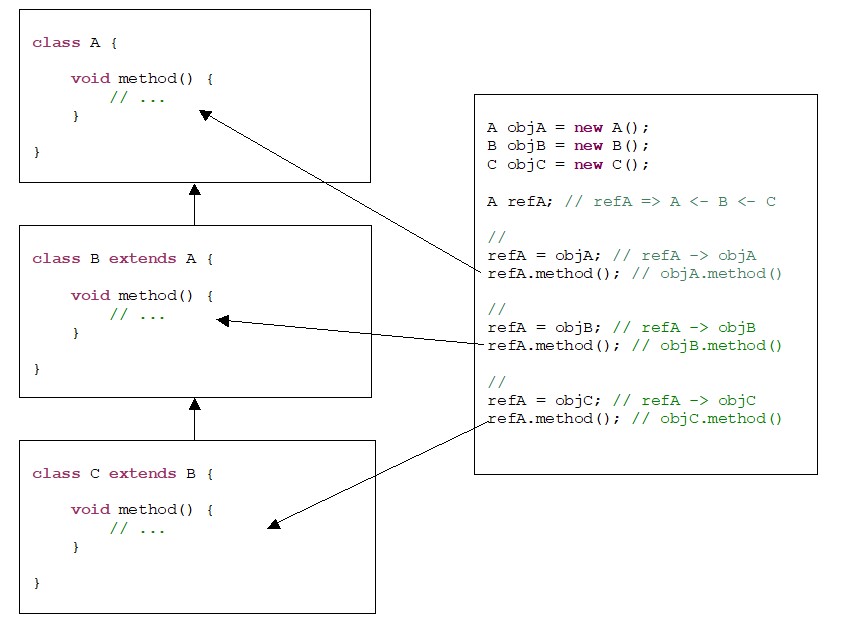 class A {
void method() {
// ...
}
}
class B extends A {
void method() {
// ...
}
}
class C extends B {
void method() {
// ...
}
}
A objA = new A();
B objB = new B();
C objC = new C();
A refA; // refA => A <- B <- C
//
refA = objA; // refA -> objA
refA.method(); // objA.method()
//
refA = objB; // refA -> objB
refA.method(); // objB.method()
//
refA = objC; // refA -> objC
refA.method(); // objC.method()